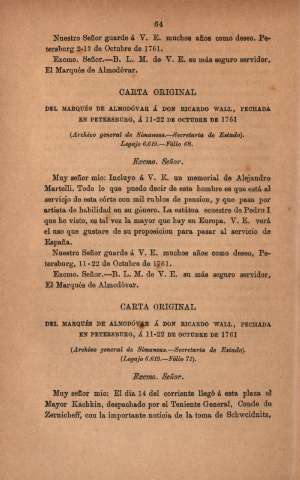 64
Nuestro Señor guarde á V. E. muchos años como deseo. Pe-
tersburg 2-13 de Octubre de 1761.
Excmo. Señor.—B. L. M. de V. E. su más seguro servidor,
El Marqués de Almodóvar.
CARTA ORIGINAL
DEL MARQUÉS DE ALMODÓVAR Á DON RICARDO WALL, FECHADA
EN PETERSBURG, Á 11-22 DE OCTUBRE DE 1761
(Archivo general de Simancas.—Secretaría de Estado).
Legajo 6.619.—Fólio 68.
Excmo. Señor.
Muy señor mio: Incluyo á V. E. un memorial de Alejandro
Martelli. Todo lo que puedo decir de este hombre es que está al
servicio de esta córte con mil rublos de pension, y que pasa por
artista de habilidad en su género. La estátua ecuestre de Pedro I
que he visto, es tal vez la mayor que hay en Europa. V. E. verá
el uso que gustare de su proposicion para pasar al servicio de
España.
Nuestro Señor guarde á V. E. muchos años como deseo, Pe-
tersburg, 11-22 de Octubre de 1761.
Excmo. Señor.—B. L. M. de V. E. su más seguro servidor,
El Marqués de Almodóvar.
CARTA ORIGINAL
DEL MARQUÉS DE ALMODÓVAR Á DON RICARDO WALL, FECHADA
EN PETERSBURG, Á 11-22 DE OCTUBRE DE 1761
(Archivo general de Simancas.—Secretaría de Estado).
(Legajo 6.619.—Fólio 71).
Excmo. Señor.
Muy señor mio: El dia 14 del corriente llegó á esta plaza el
Mayor Kachkin, despachado por el Teniente General, Conde de
Zernicheff, con la importante noticia de la toma de Schweidnitz,